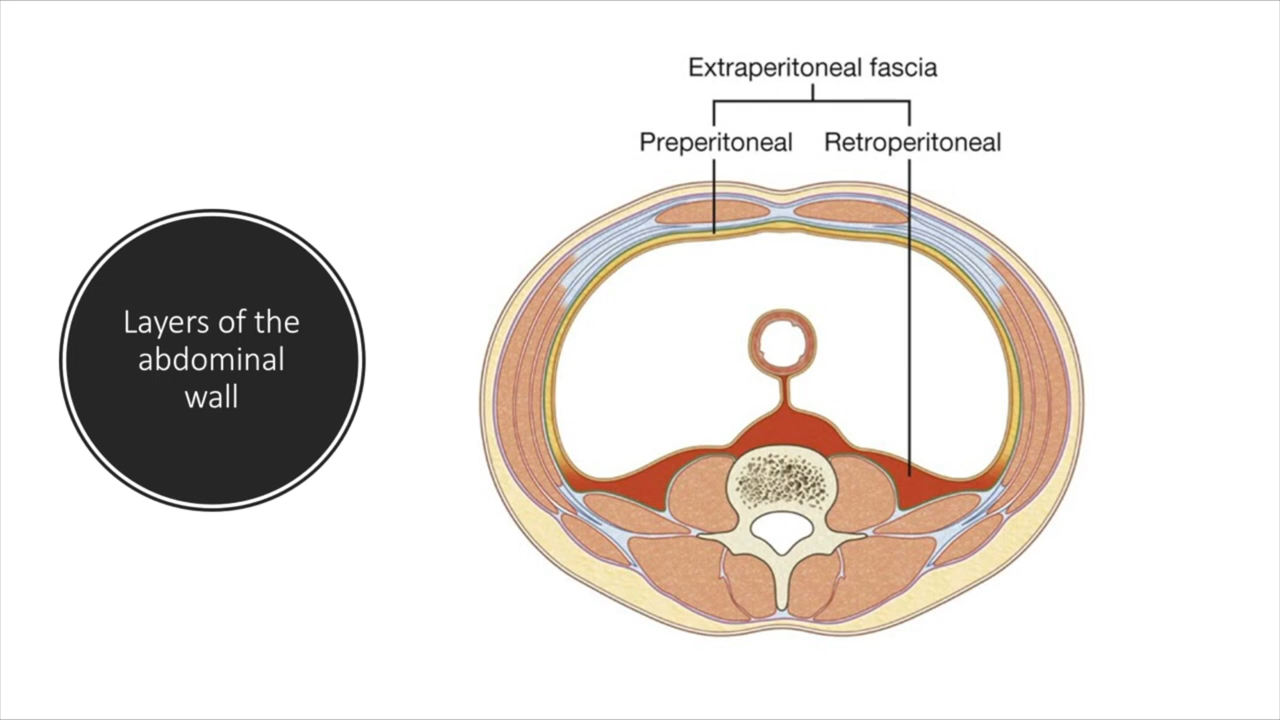 Layers of the
abdominal
wall
Extraperitoneal fascia
Preperitoneal
Retroperitoneal